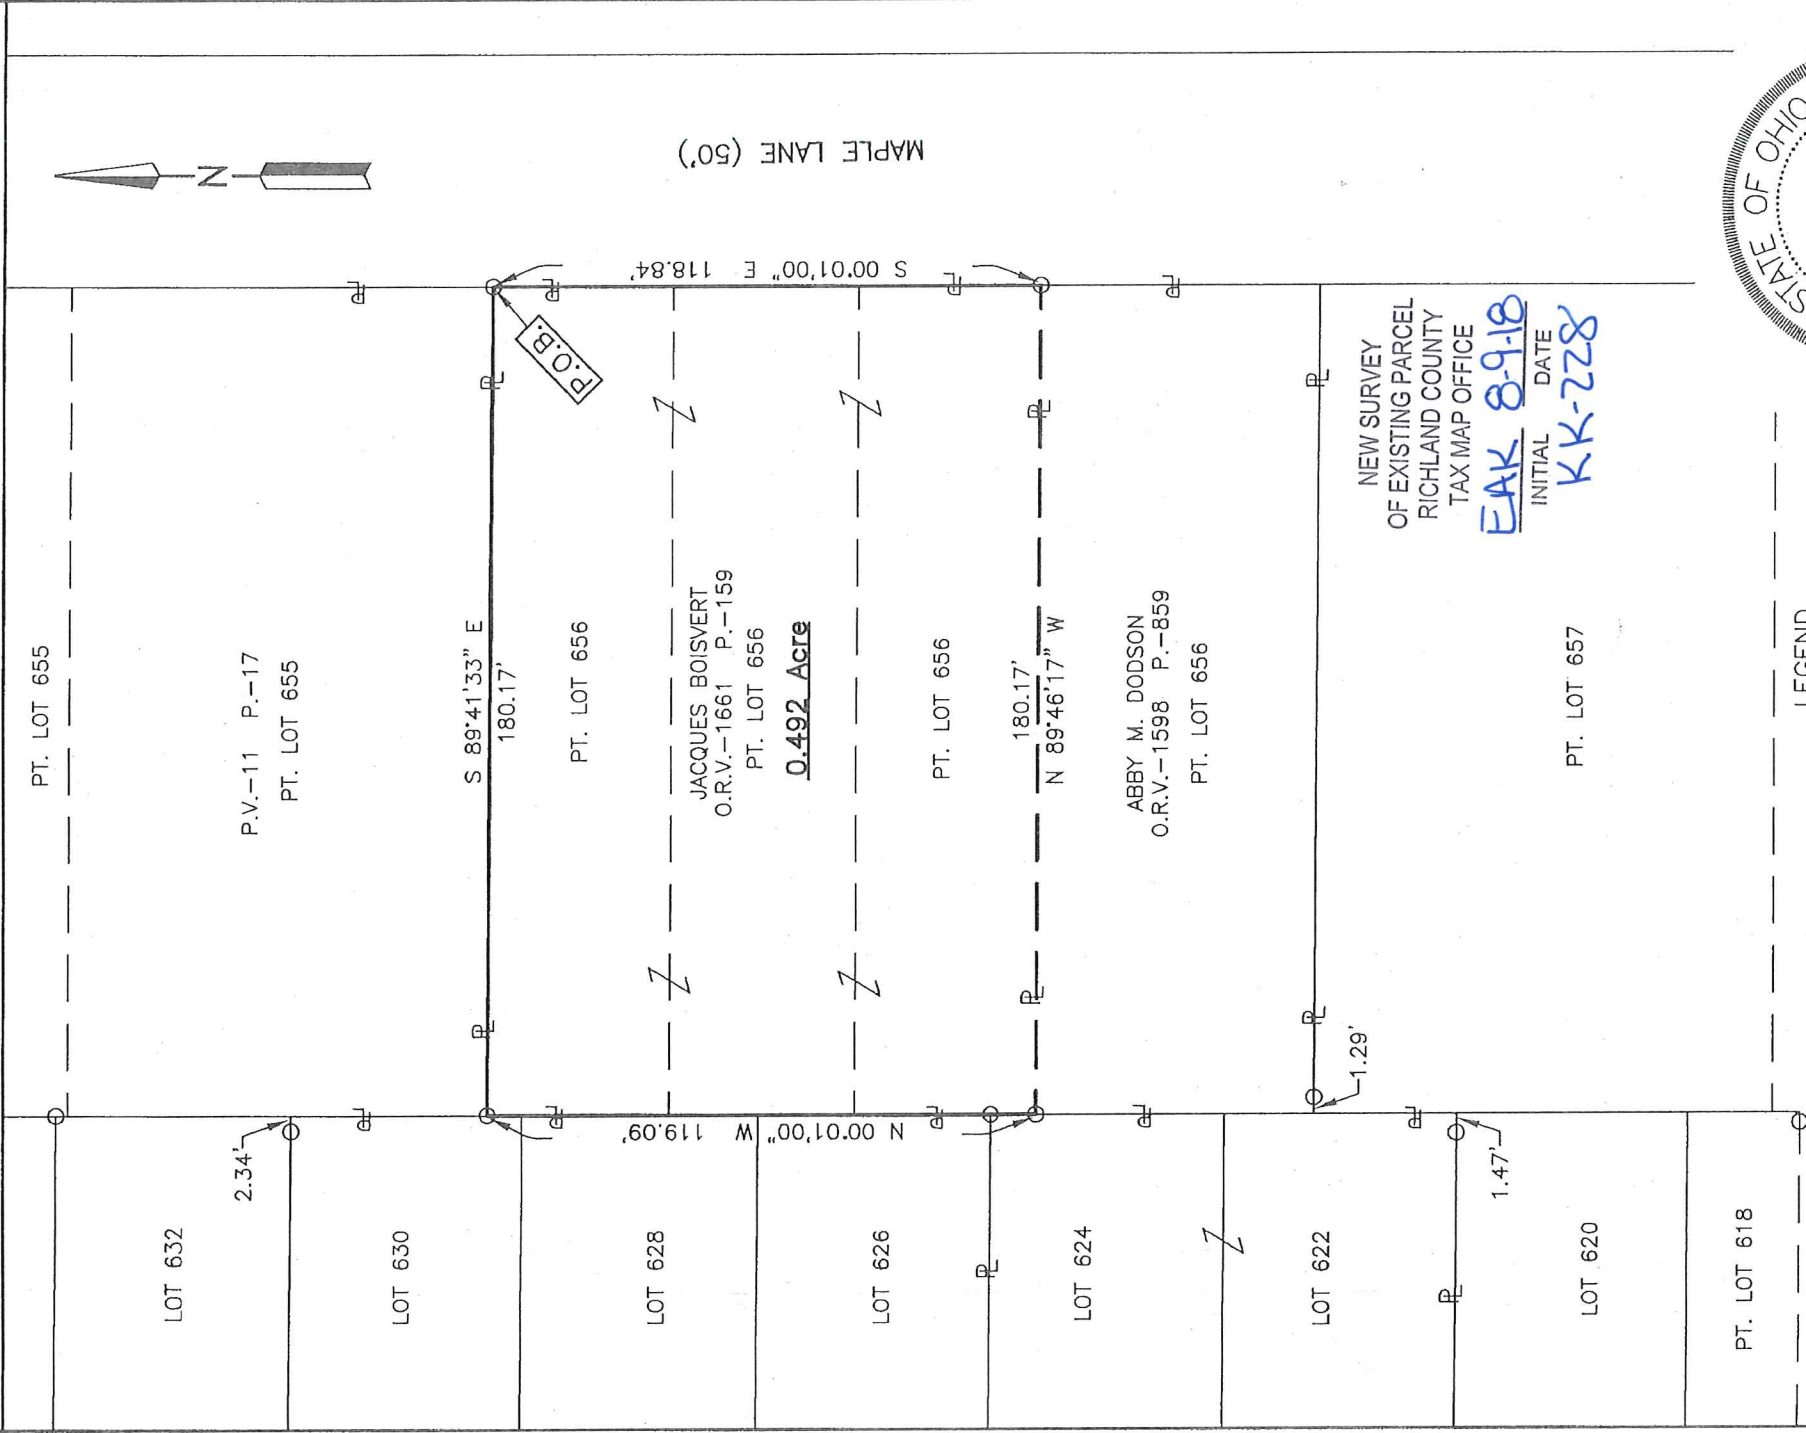 PT. LOT 655
P.V.-11 P.-17
PT. LOT 655
N
MAPLE LANE (50')
S 89°41'33" E
180.17'
P.O.B.
S 00°01'00" E 118.84'
PT. LOT 656
JACQUES BOISVERT
O.R.V.-1661 P.-159
PT. LOT 656
0.492 Acre
PT. LOT 656
180.17'
N 89°46'17" W
N 00°01'00" W 119.09'
ABBY M. DODSON
O.R.V.-1598 P.-859
PT. LOT 656
PT. LOT 657
1.29'
2.34'
1.47'
LOT 632
LOT 630
LOT 628
LOT 626
LOT 624
LOT 622
LOT 620
PT. LOT 618
NEW SURVEY
OF EXISTING PARCEL
RICHLAND COUNTY
TAX MAP OFFICE
EAK 8-9-18
INITIAL DATE
KK-228
STATE OF OHIO
LEGEND